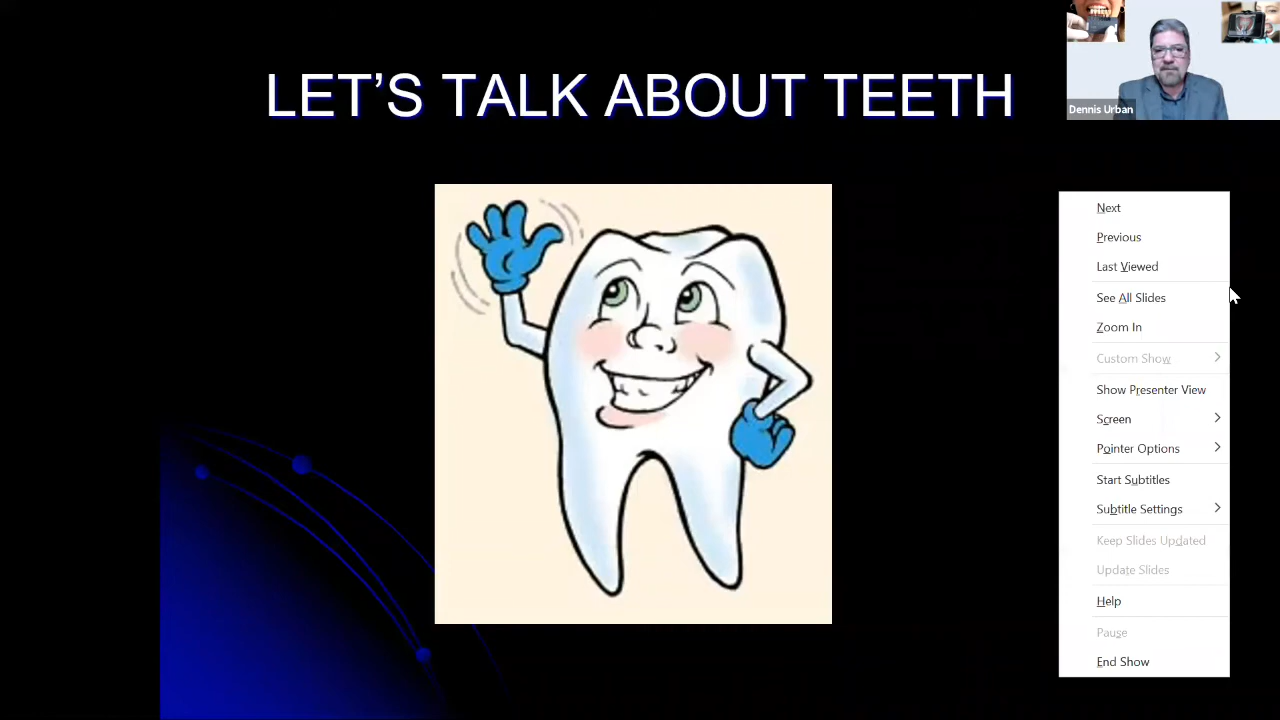 LET'S TALK ABOUT TEETH
Dennis Urban
Next
Previous
Last Viewed
See All Slides
Zoom In
Custom Show
Show Presenter View
Screen
Pointer Options
Start Subtitles
Subtitle Settings
Keep Slides Updated
Update Slides
Help
Pause
End Show